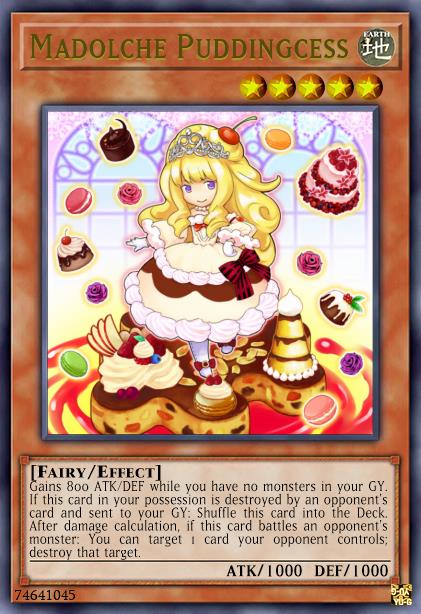 MADOLCHE PUDDINGCESS
EARTH
地
[FAIRY/EFFECT]
Gains 800 ATK/DEF while you have no monsters in your GY.
If this card in your possession is destroyed by an opponent's
card and sent to your GY: Shuffle this card into the Deck.
After damage calculation, if this card battles an opponent's
monster: You can target 1 card your opponent controls;
destroy that target.
ATK/1000 DEF/1000
74641045